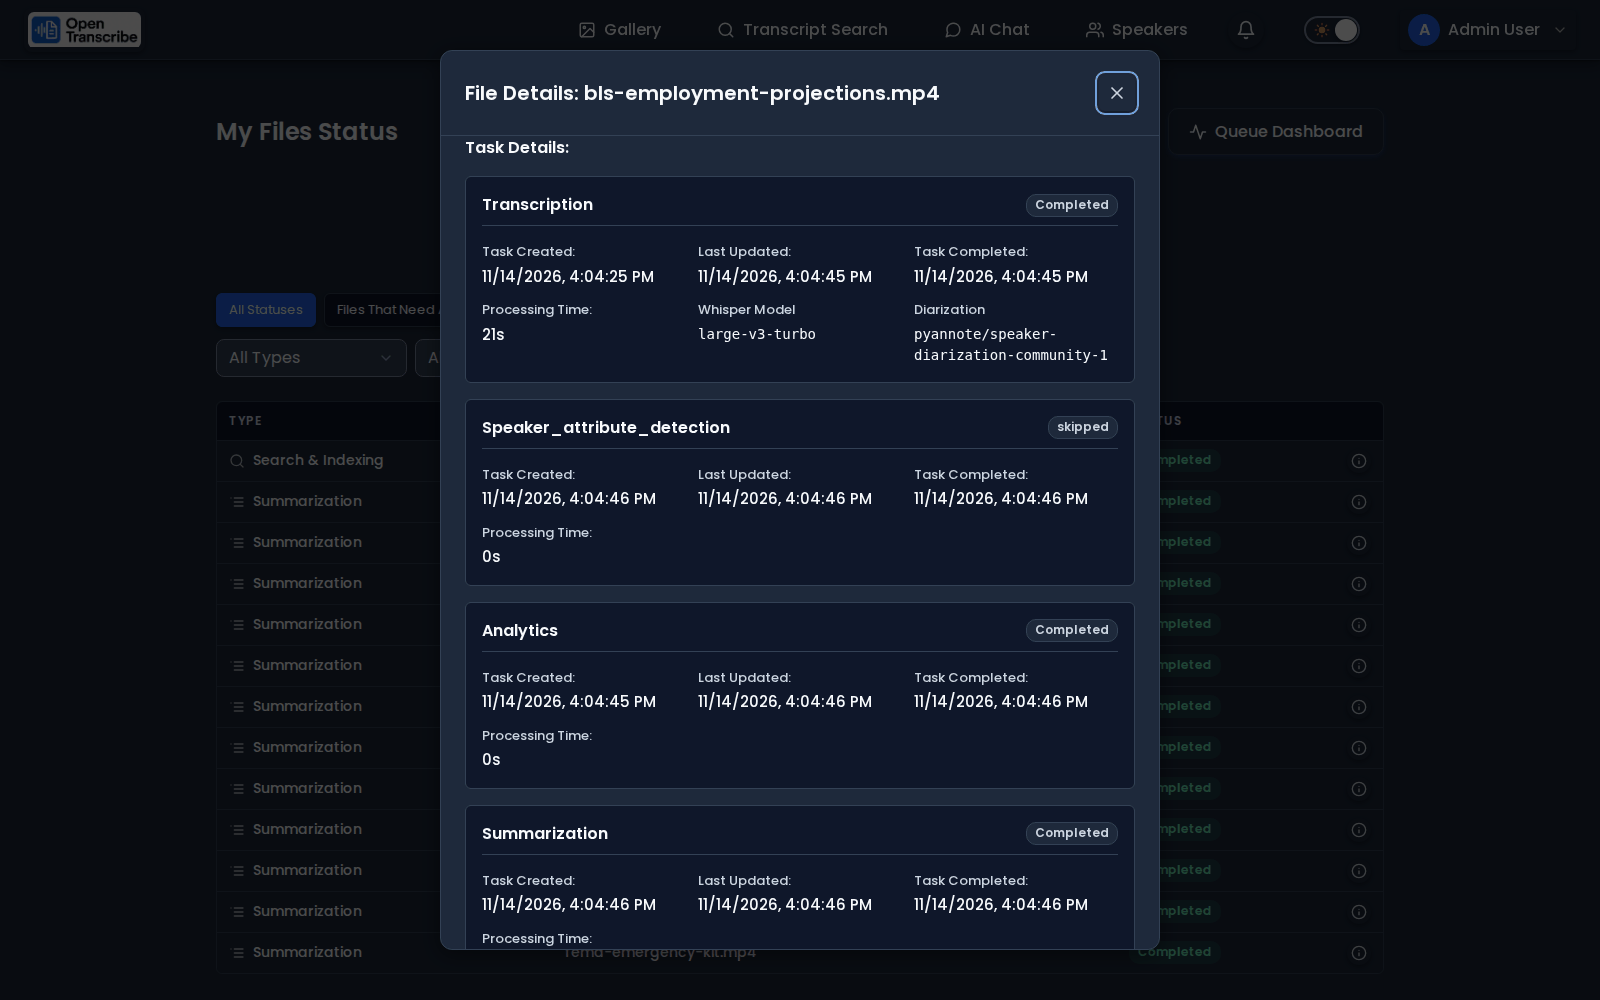 Open
Transcribe
Gallery
Transcript Search
AI Chat
Speakers
A
Admin User
My Files Status
Queue Dashboard
All Statuses
Files That Need
All Types
TYPE
Search & Indexing
Summarization
Summarization
Summarization
Summarization
Summarization
Summarization
Summarization
Summarization
Summarization
Summarization
Summarization
Summarization
fema-emergency-kit.mp4
Completed
File Details: bls-employment-projections.mp4
Task Details:
Transcription
Completed
Task Created:
Last Updated:
Task Completed:
11/14/2026, 4:04:25 PM
11/14/2026, 4:04:45 PM
11/14/2026, 4:04:45 PM
Processing Time:
Whisper Model
Diarization
21s
large-v3-turbo
pyannote/speaker-
diarization-community-1
Speaker_attribute_detection
skipped
Task Created:
Last Updated:
Task Completed:
11/14/2026, 4:04:46 PM
11/14/2026, 4:04:46 PM
11/14/2026, 4:04:46 PM
Processing Time:
0s
Analytics
Completed
Task Created:
Last Updated:
Task Completed:
11/14/2026, 4:04:45 PM
11/14/2026, 4:04:46 PM
11/14/2026, 4:04:46 PM
Processing Time:
0s
Summarization
Completed
Task Created:
Last Updated:
Task Completed:
11/14/2026, 4:04:46 PM
11/14/2026, 4:04:46 PM
11/14/2026, 4:04:46 PM
Processing Time: